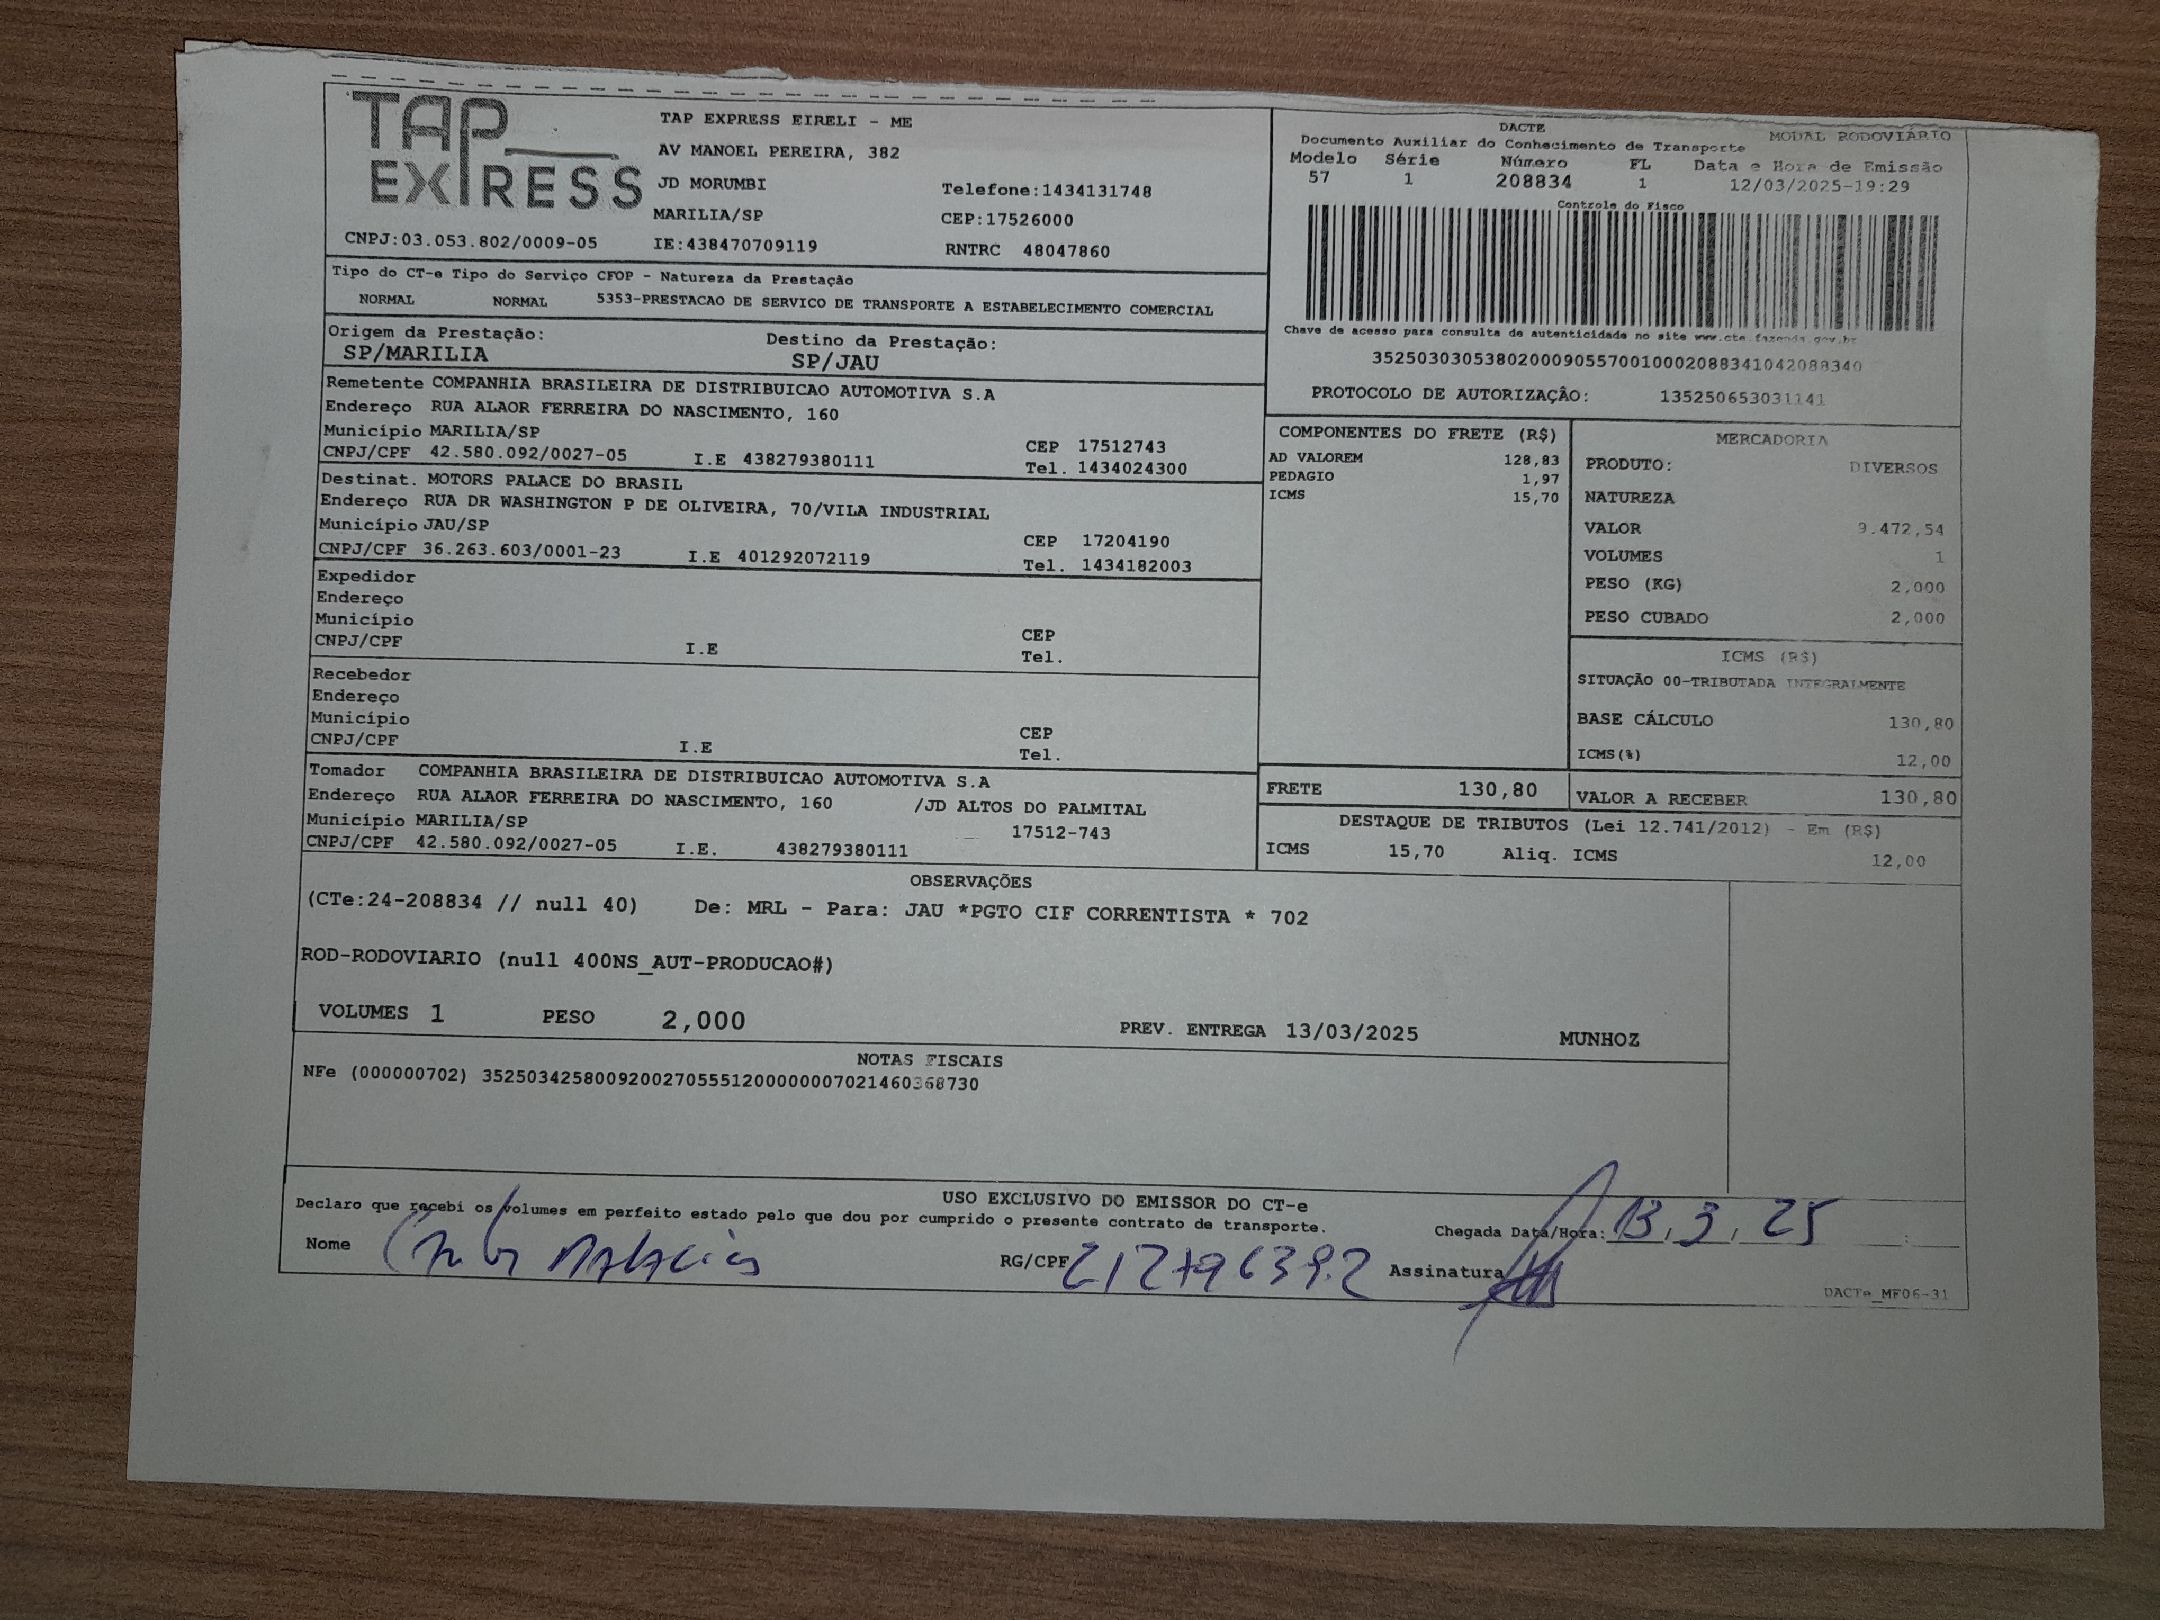 TAP EXPRESS
TAP EXPRESS EIRELI - ME
AV MANOEL PEREIRA, 382
JD MORUMBI
Telefone:1434131748
MARILIA/SP
CEP:17526000
CNPJ:03.053.802/0009-05 IE:438470709119 RNTRC 48047860
DACTE MODAL RODOVIÁRIO
Documento Auxiliar do Conhecimento de Transporte
Modelo Série Número FL Data e Hora de Emissão
57 1 208834 1 12/03/2025-19:29
Controle do Fisco
Chave de acesso para consulta de autenticidade no site www.cte.fazenda.gov.br
35250303053802000905570010002088341042088340
PROTOCOLO DE AUTORIZAÇÃO: 135250653031141
Tipo do CT-e Tipo do Serviço CFOP - Natureza da Prestação
NORMAL NORMAL 5353-PRESTACAO DE SERVICO DE TRANSPORTE A ESTABELECIMENTO COMERCIAL
Origem da Prestação: Destino da Prestação:
SP/MARILIA SP/JAU
Remetente COMPANHIA BRASILEIRA DE DISTRIBUICAO AUTOMOTIVA S.A
Endereço RUA ALAOR FERREIRA DO NASCIMENTO, 160
Município MARILIA/SP CEP 17512743
CNPJ/CPF 42.580.092/0027-05 I.E 438279380111 Tel. 1434024300
Destinat. MOTORS PALACE DO BRASIL
Endereço RUA DR WASHINGTON P DE OLIVEIRA, 70/VILA INDUSTRIAL
Município JAU/SP CEP 17204190
CNPJ/CPF 36.263.603/0001-23 I.E 401292072119 Tel. 1434182003
Expedidor
Endereço
Município CEP
CNPJ/CPF I.E Tel.
Recebedor
Endereço
Município CEP
CNPJ/CPF I.E Tel.
Tomador COMPANHIA BRASILEIRA DE DISTRIBUICAO AUTOMOTIVA S.A
Endereço RUA ALAOR FERREIRA DO NASCIMENTO, 160 /JD ALTOS DO PALMITAL
Município MARILIA/SP 17512-743
CNPJ/CPF 42.580.092/0027-05 I.E. 438279380111
COMPONENTES DO FRETE (R$)
AD VALOREM 128,83
PEDAGIO 1,97
ICMS 15,70
MERCADORIA
PRODUTO: DIVERSOS
NATUREZA
VALOR 9.472,54
VOLUMES 1
PESO (KG) 2,000
PESO CUBADO 2,000
ICMS (R$)
SITUAÇÃO 00-TRIBUTADA INTEGRALMENTE
BASE CÁLCULO 130,80
ICMS(%) 12,00
FRETE 130,80 VALOR A RECEBER 130,80
DESTAQUE DE TRIBUTOS (Lei 12.741/2012) - Em (R$)
ICMS 15,70 Aliq. ICMS 12,00
OBSERVAÇÕES
(CTe:24-208834 // null 40) De: MRL - Para: JAU *PGTO CIF CORRENTISTA * 702
ROD-RODOVIARIO (null 400NS_AUT-PRODUCAO#)
VOLUMES 1 PESO 2,000 PREV. ENTREGA 13/03/2025 MUNHOZ
NOTAS FISCAIS
NFe (000000702) 35250342580092002705551200000007021460368730
USO EXCLUSIVO DO EMISSOR DO CT-e
Declaro que recebi os volumes em perfeito estado pelo que dou por cumprido o presente contrato de transporte.
Chegada Data/Hora: 13/3/25 :
Nome Malacias RG/CPF Assinatura
DACTe_MF06-31